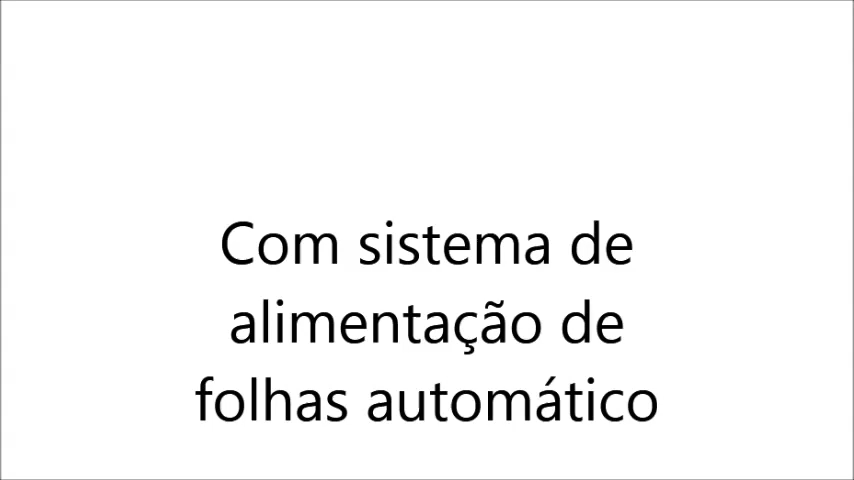 Com sistema de
alimentação de
folhas automático